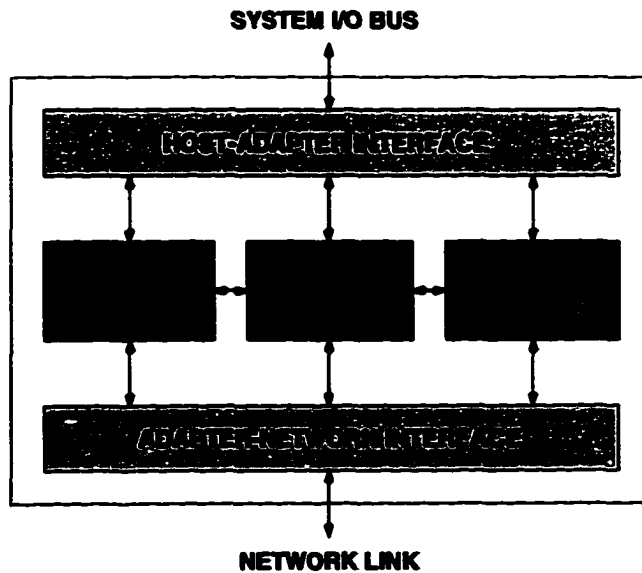 SYSTEM I/O BUS
HOST-ADAPTER INTERFACE
ADAPTER-NETWORK INTERFACE
NETWORK LINK